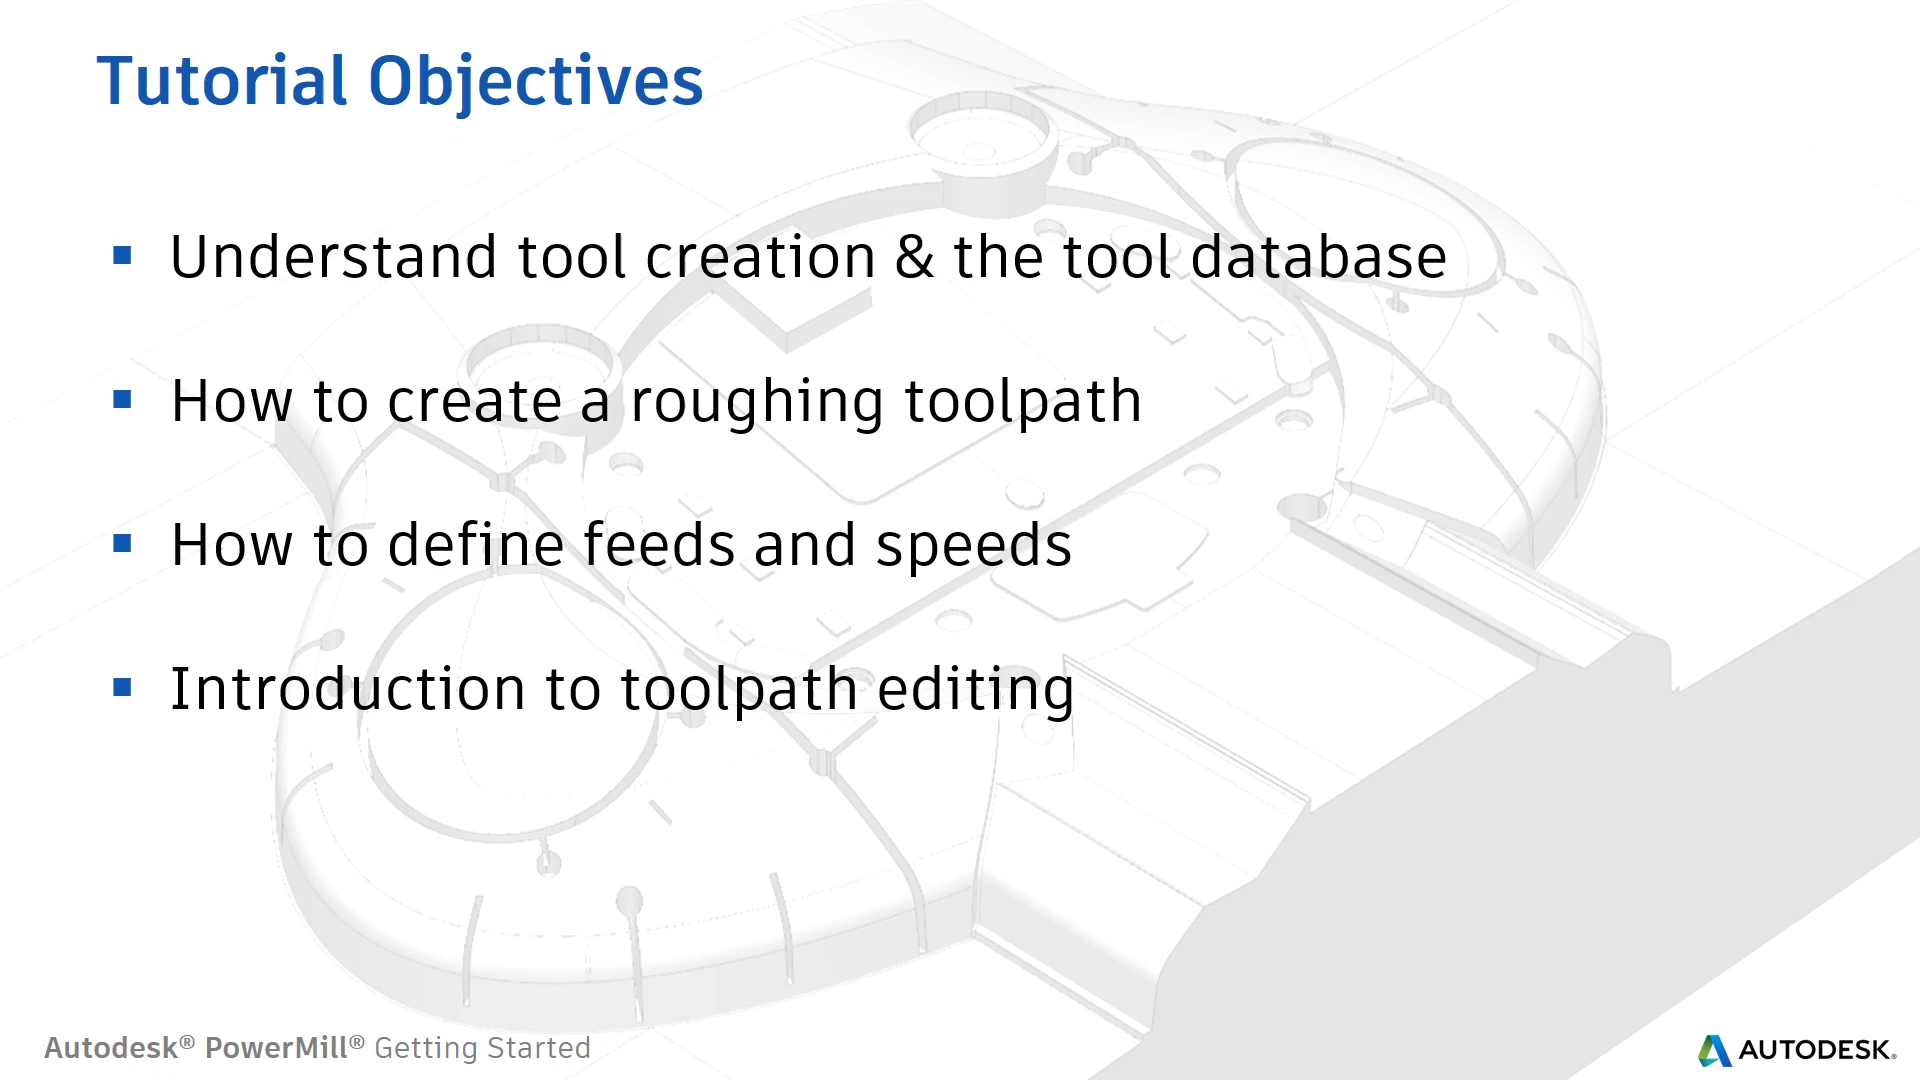 Tutorial Objectives
▪ Understand tool creation & the tool database
▪ How to create a roughing toolpath
▪ How to define feeds and speeds
▪ Introduction to toolpath editing
Autodesk® PowerMill® Getting Started
AUTODESK®